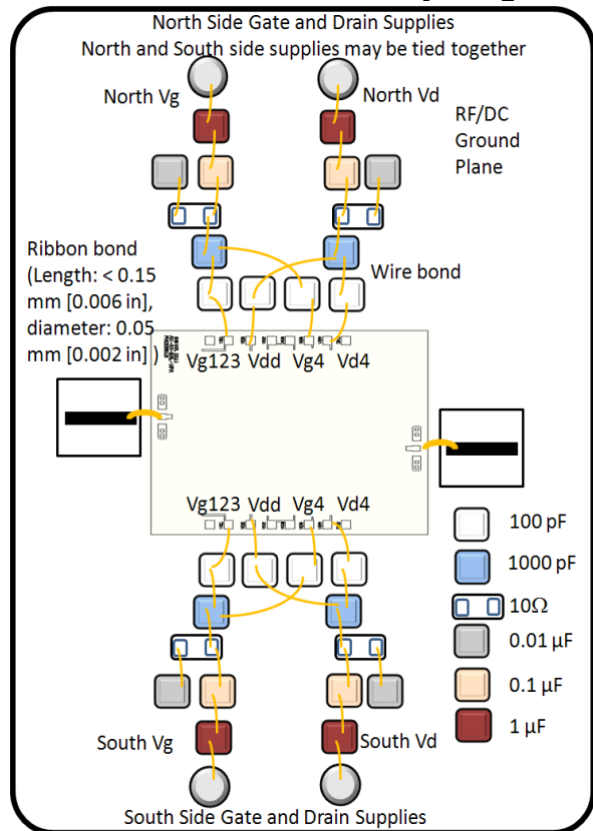 North Side Gate and Drain Supplies
North and South side supplies may be tied together
North Vg
North Vd
RF/DC
Ground
Plane
Ribbon bond
(Length: < 0.15
mm [0.006 in],
diameter: 0.05
mm [0.002 in] )
Wire bond
Vg123 Vdd Vg4 Vd4
Vg123 Vdd Vg4 Vd4
100 pF
1000 pF
10Ω
0.01 µF
0.1 µF
1 µF
South Vg
South Vd
South Side Gate and Drain Supplies